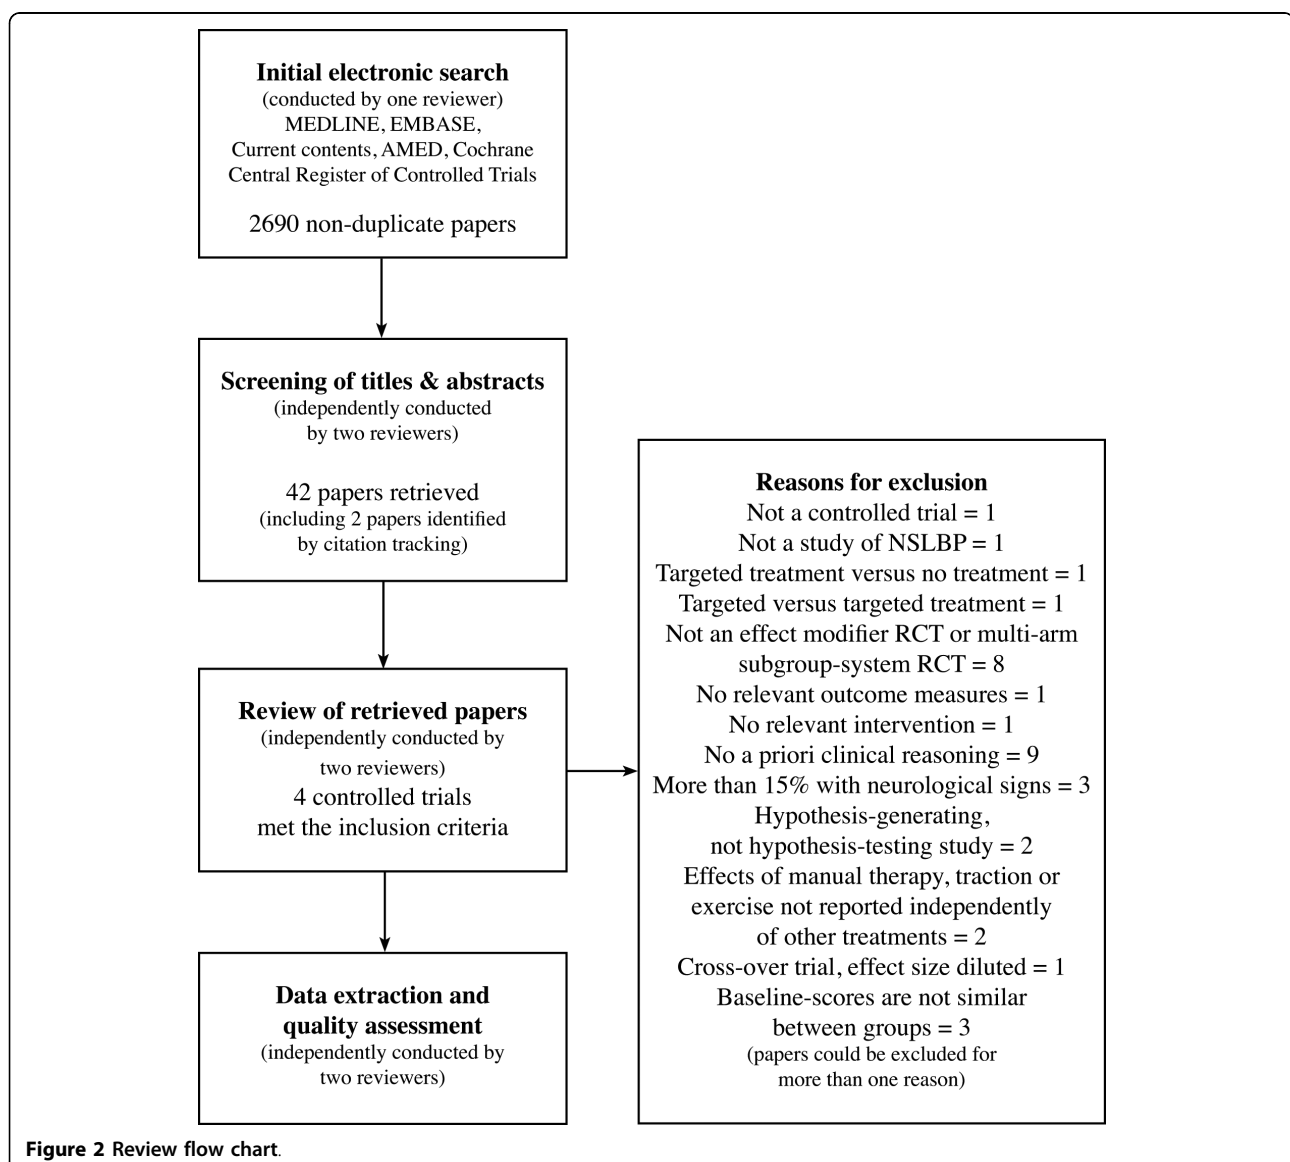 Initial electronic search
(conducted by one reviewer)
MEDLINE, EMBASE,
Current contents, AMED, Cochrane
Central Register of Controlled Trials
2690 non-duplicate papers
Screening of titles & abstracts
(independently conducted
by two reviewers)
42 papers retrieved
(including 2 papers identified
by citation tracking)
Review of retrieved papers
(independently conducted by
two reviewers)
4 controlled trials
met the inclusion criteria
Reasons for exclusion
Not a controlled trial = 1
Not a study of NSLBP = 1
Targeted treatment versus no treatment = 1
Targeted versus targeted treatment = 1
Not an effect modifier RCT or multi-arm
subgroup-system RCT = 8
No relevant outcome measures = 1
No relevant intervention = 1
No a priori clinical reasoning = 9
More than 15% with neurological signs = 3
Hypothesis-generating,
not hypothesis-testing study = 2
Effects of manual therapy, traction or
exercise not reported independently
of other treatments = 2
Cross-over trial, effect size diluted = 1
Baseline-scores are not similar
between groups = 3
(papers could be excluded for
more than one reason)
Data extraction and
quality assessment
(independently conducted by
two reviewers)
Figure 2 Review flow chart.